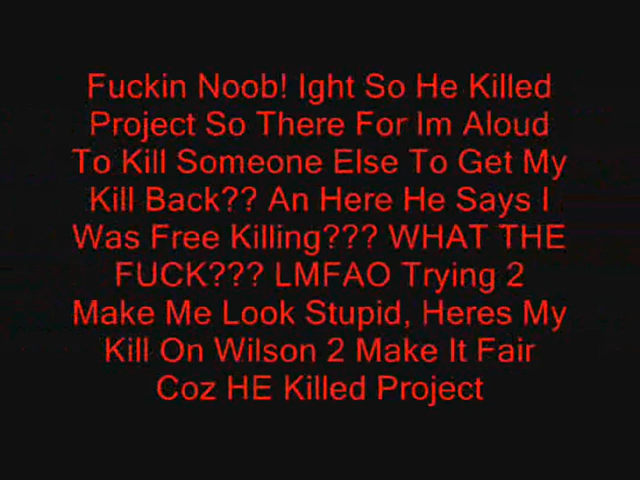 Fuckin Noob! Ight So He Killed
Project So There For Im Aloud
To Kill Someone Else To Get My
Kill Back?? An Here He Says I
Was Free Killing??? WHAT THE
FUCK??? LMFAO Trying 2
Make Me Look Stupid, Heres My
Kill On Wilson 2 Make It Fair
Coz HE Killed Project